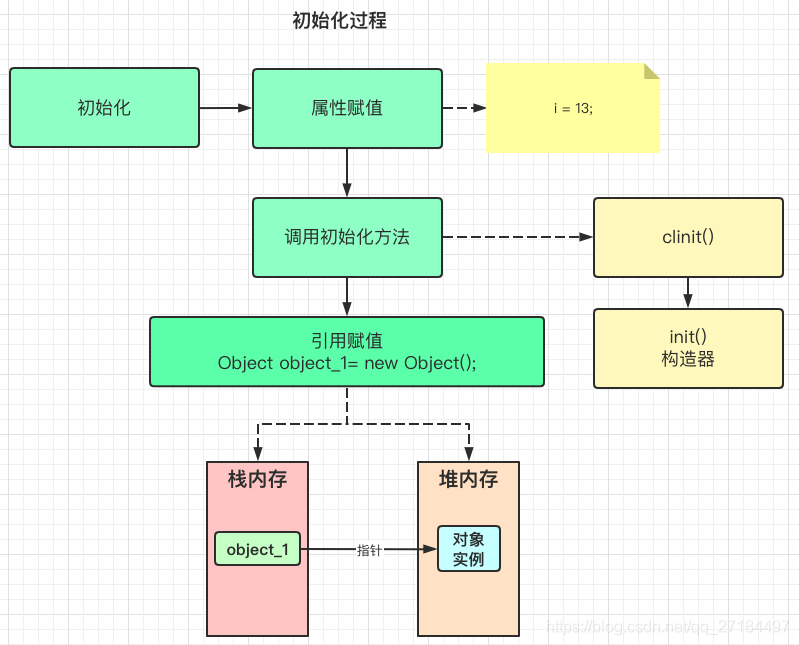 初始化过程
初始化
属性赋值
i = 13;
调用初始化方法
clinit()
引用赋值
Object object_1= new Object();
init()
构造器
栈内存
堆内存
object_1
指针
对象
实例
https://blog.csdn.net/qq_27184497